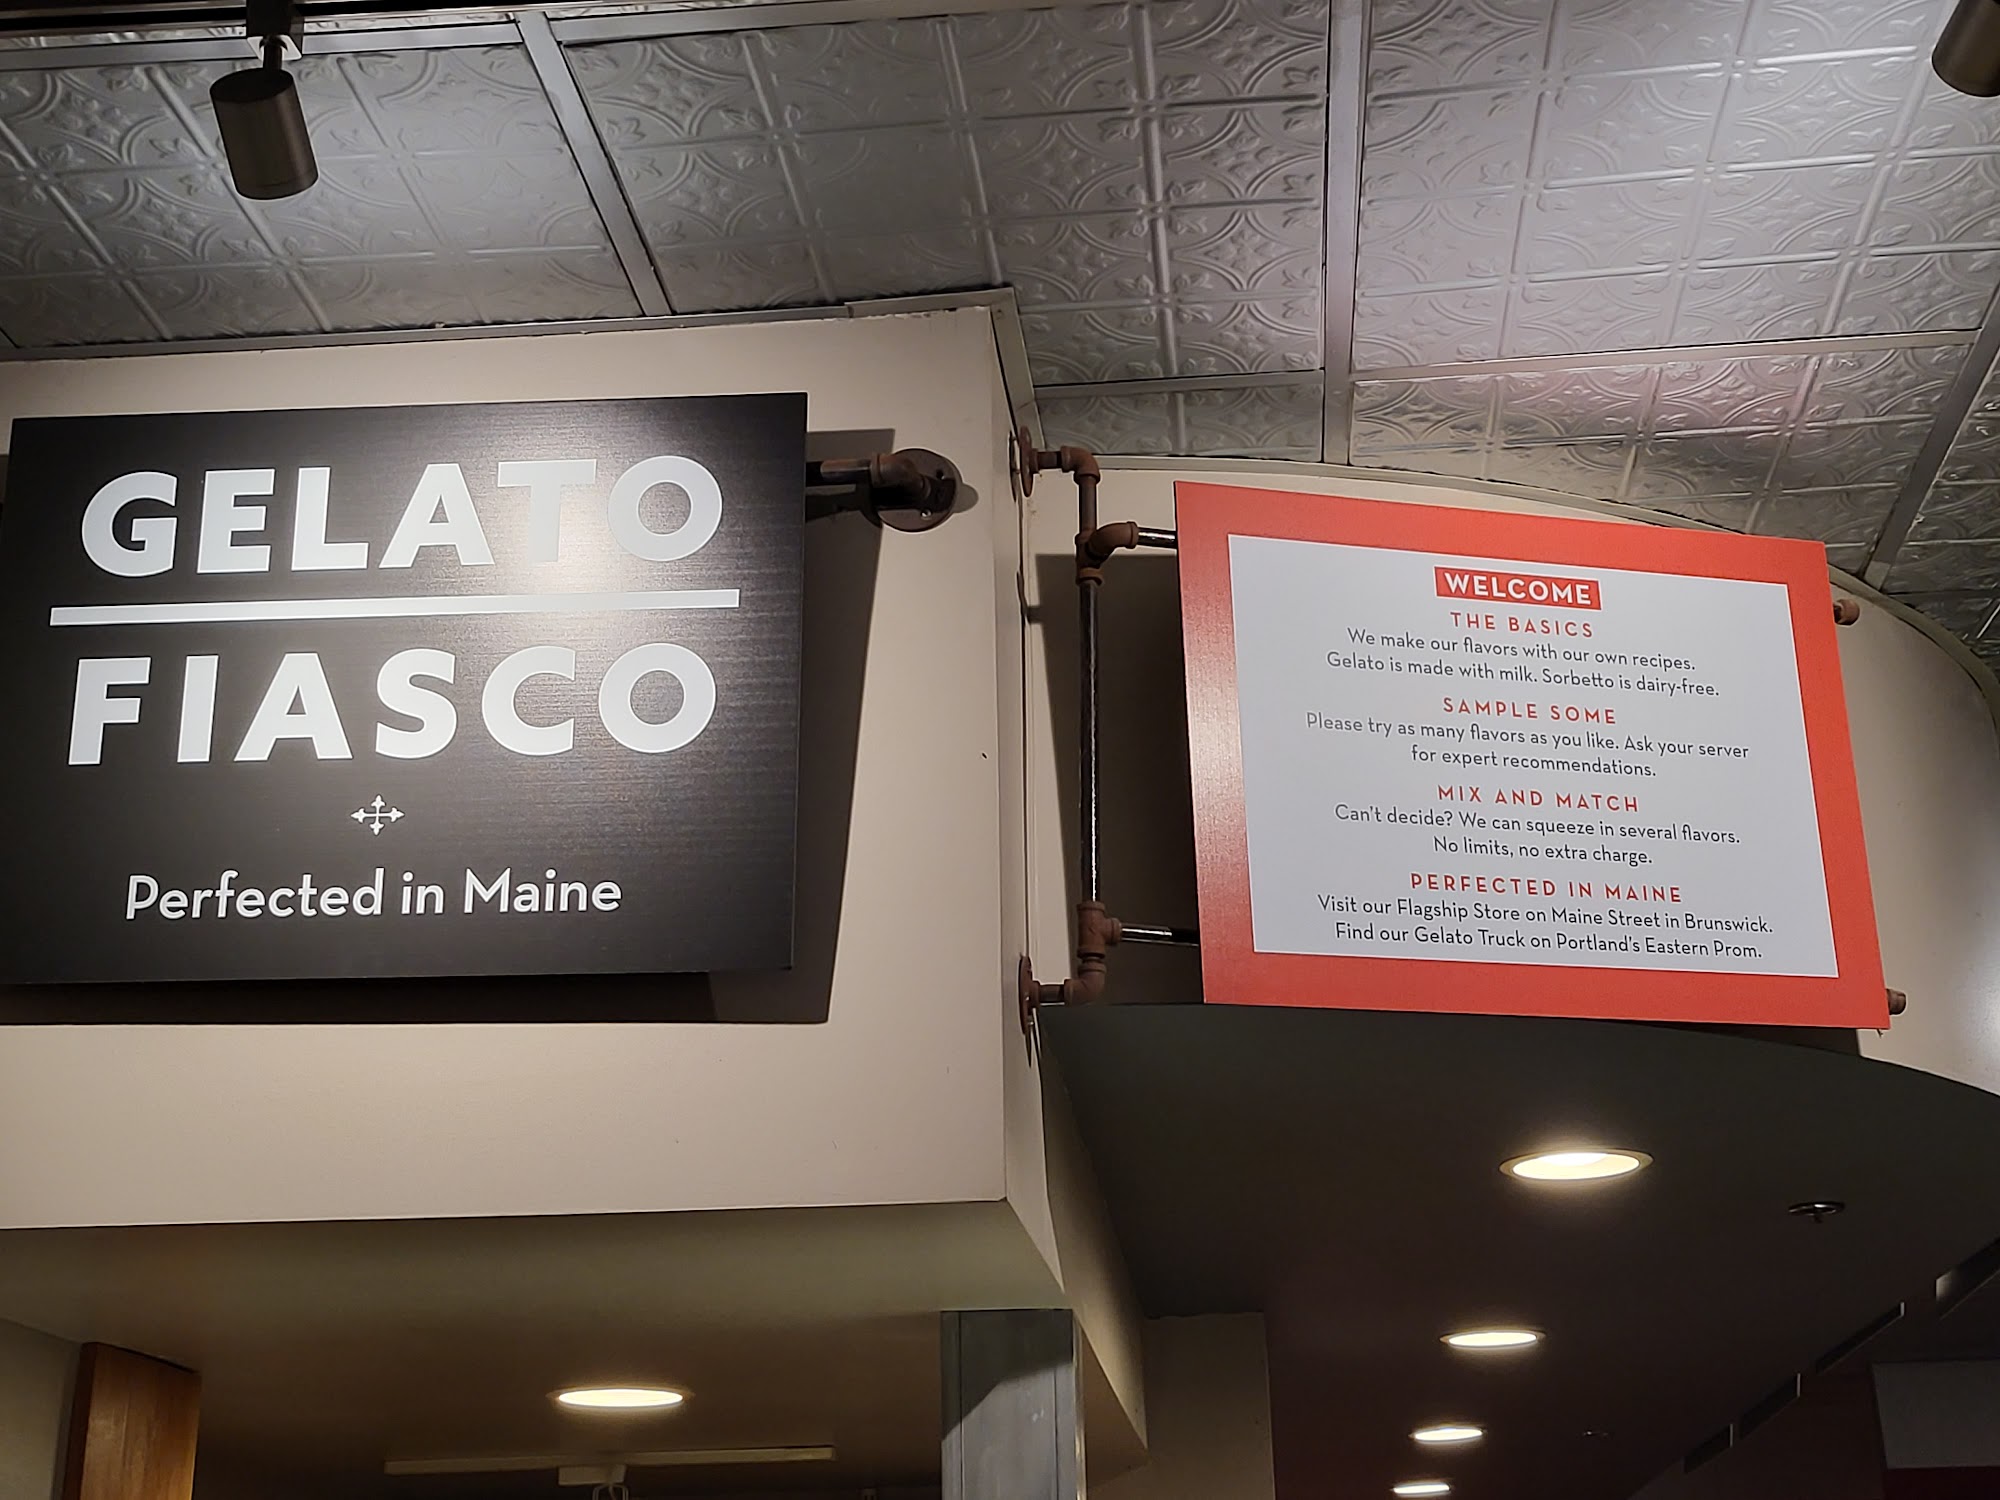 GELATO
FIASCO
Perfected in Maine
WELCOME
THE BASICS
We make our flavors with our own recipes.
Gelato is made with milk. Sorbetto is dairy-free.
SAMPLE SOME
Please try as many flavors as you like. Ask your server
for expert recommendations.
MIX AND MATCH
Can't decide? We can squeeze in several flavors.
No limits, no extra charge.
PERFECTED IN MAINE
Visit our Flagship Store on Maine Street in Brunswick.
Find our Gelato Truck on Portland's Eastern Prom.